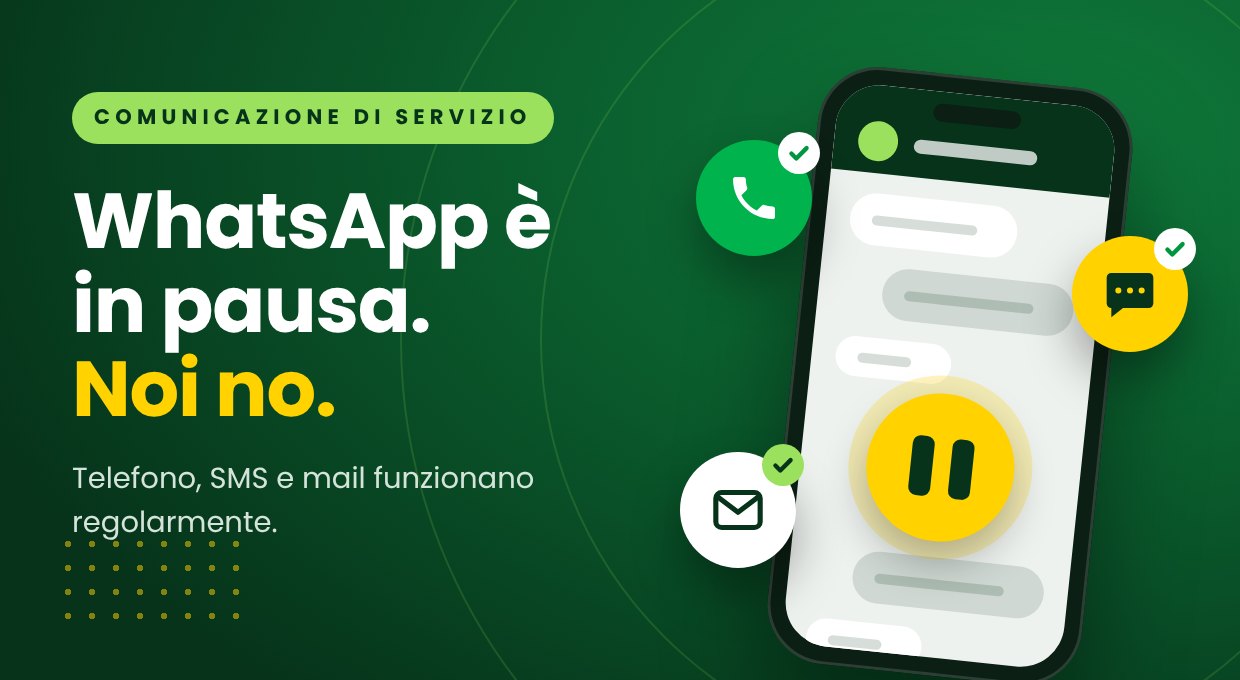 COMUNICAZIONE DI SERVIZIO
WhatsApp è
in pausa.
Noi no.
Telefono, SMS e mail funzionano
regolarmente.